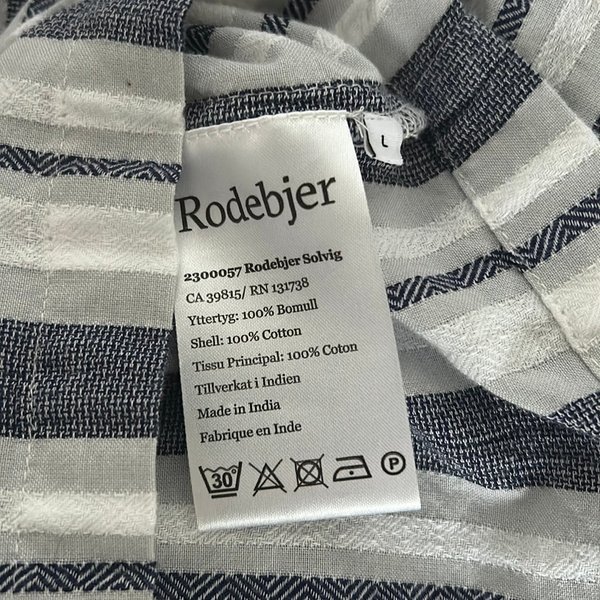 L
Rodebjer
2300057 Rodebjer Solvig
CA 39815/ RN 131738
Yttertyg: 100% Bomull
Shell: 100% Cotton
Tissu Principal: 100% Coton
Tillverkat i Indien
Made in India
Fabrique en Inde
30° P